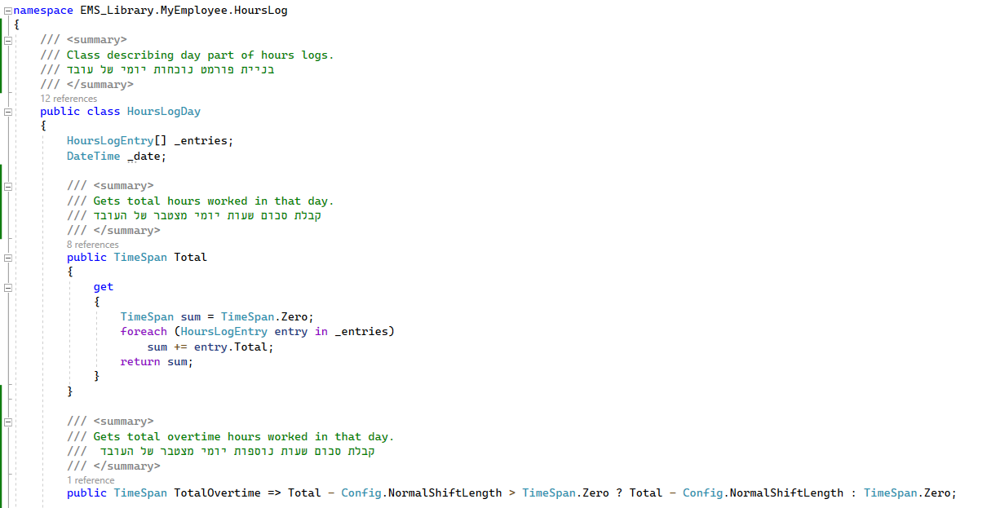 namespace EMS_Library.MyEmployee.HoursLog
{
/// <summary>
/// Class describing day part of hours logs.
/// בניית פורמט נוכחות יומי של עובד
/// </summary>
12 references
public class HoursLogDay
{
HoursLogEntry[] _entries;
DateTime _date;
/// <summary>
/// Gets total hours worked in that day.
/// קבלת סכום שעות יומי מצטבר של העובד
/// </summary>
8 references
public TimeSpan Total
{
get
{
TimeSpan sum = TimeSpan.Zero;
foreach (HoursLogEntry entry in _entries)
sum += entry.Total;
return sum;
}
}
/// <summary>
/// Gets total overtime hours worked in that day.
/// קבלת סכום שעות נוספות יומי מצטבר של העובד
/// </summary>
1 reference
public TimeSpan TotalOvertime => Total - Config.NormalShiftLength > TimeSpan.Zero ? Total - Config.NormalShiftLength : TimeSpan.Zero;